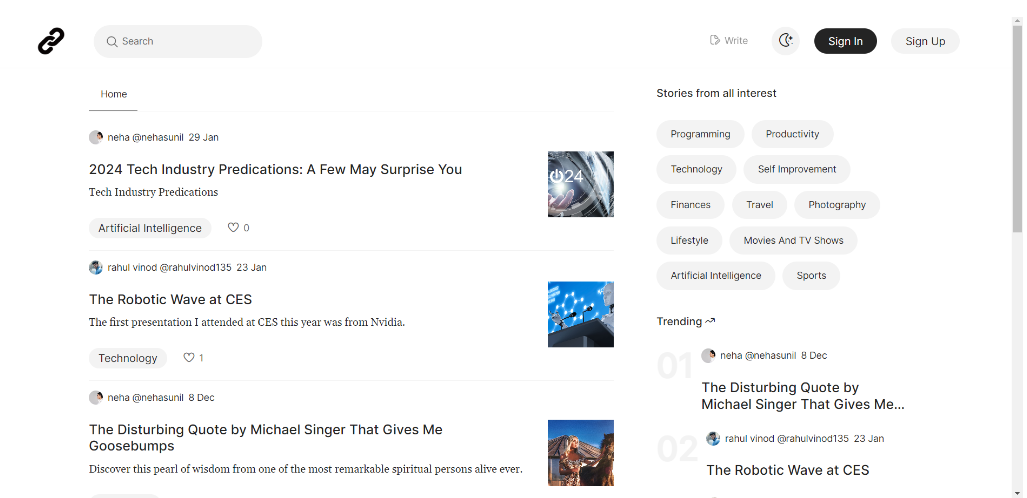 Search
Write
Sign In
Sign Up
Home
neha @nehasunil 29 Jan
2024 Tech Industry Predications: A Few May Surprise You
Tech Industry Predications
Artificial Intelligence
0
24
rahul vinod @rahulvinod135 23 Jan
The Robotic Wave at CES
The first presentation I attended at CES this year was from Nvidia.
Technology
1
neha @nehasunil 8 Dec
The Disturbing Quote by Michael Singer That Gives Me
Goosebumps
Discover this pearl of wisdom from one of the most remarkable spiritual persons alive ever.
Stories from all interest
Programming
Productivity
Technology
Self Improvement
Finances
Travel
Photography
Lifestyle
Movies And TV Shows
Artificial Intelligence
Sports
Trending
01
neha @nehasunil 8 Dec
The Disturbing Quote by
Michael Singer That Gives Me...
02
rahul vinod @rahulvinod135 23 Jan
The Robotic Wave at CES